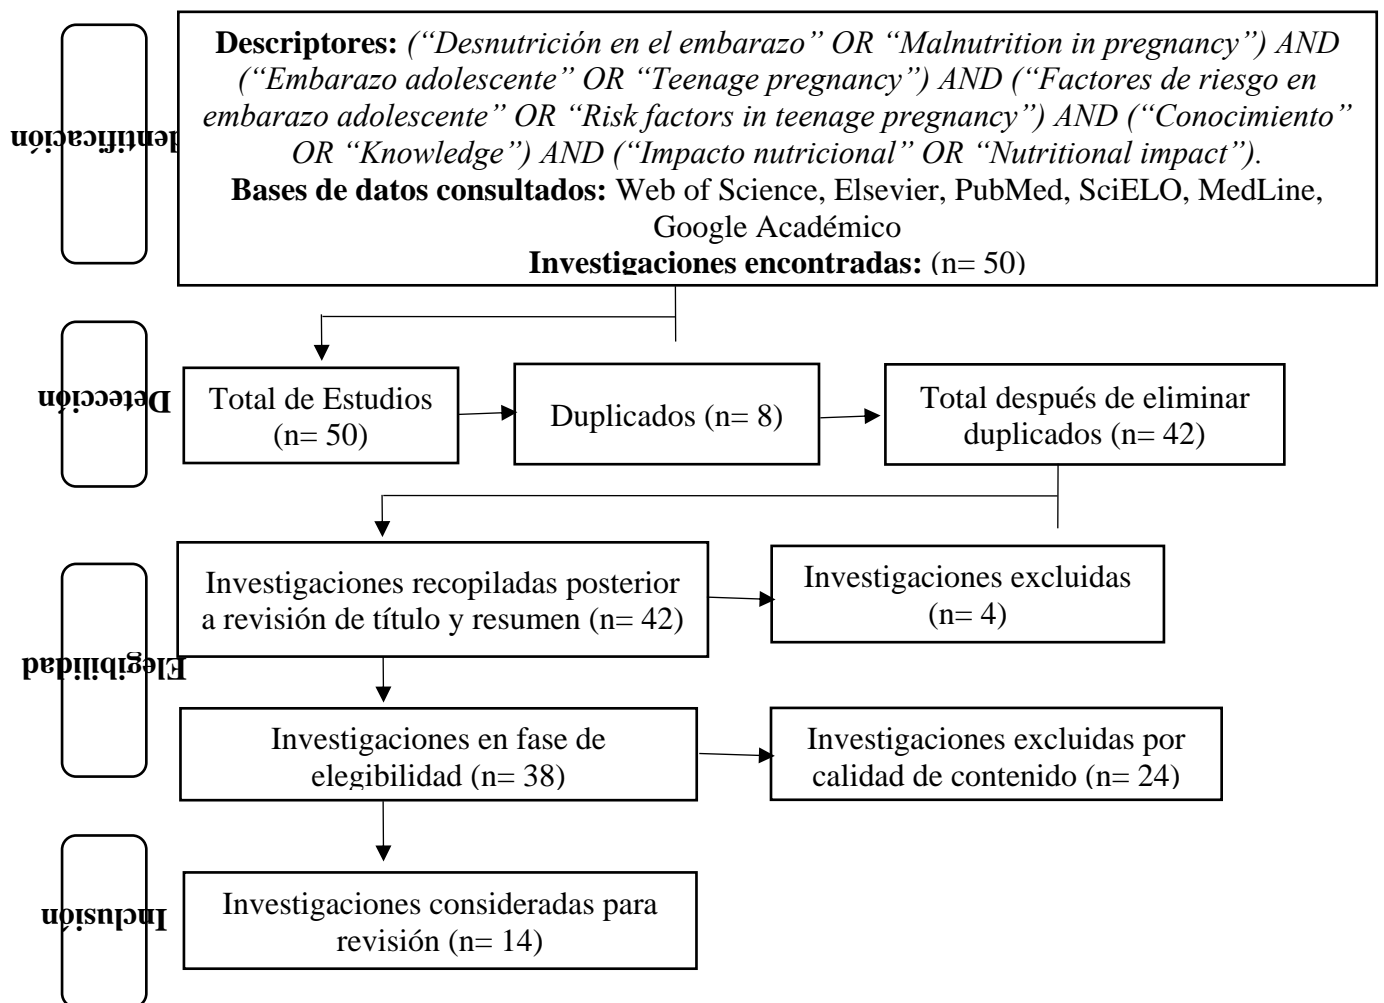 Identificación
Descriptores: (“Desnutrición en el embarazo” OR “Malnutrition in pregnancy”) AND
(“Embarazo adolescente” OR “Teenage pregnancy”) AND (“Factores de riesgo en
embarazo adolescente” OR “Risk factors in teenage pregnancy”) AND (“Conocimiento”
OR “Knowledge”) AND (“Impacto nutricional” OR “Nutritional impact”).
Bases de datos consultados: Web of Science, Elsevier, PubMed, SciELO, MedLine,
Google Académico
Investigaciones encontradas: (n= 50)
Detección
Total de Estudios
(n= 50)
Duplicados (n= 8)
Total después de eliminar
duplicados (n= 42)
Elegibilidad
Investigaciones recopiladas posterior
a revisión de título y resumen (n= 42)
Investigaciones excluidas
(n= 4)
Investigaciones en fase de
elegibilidad (n= 38)
Investigaciones excluidas por
calidad de contenido (n= 24)
Inclusión
Investigaciones consideradas para
revisión (n= 14)